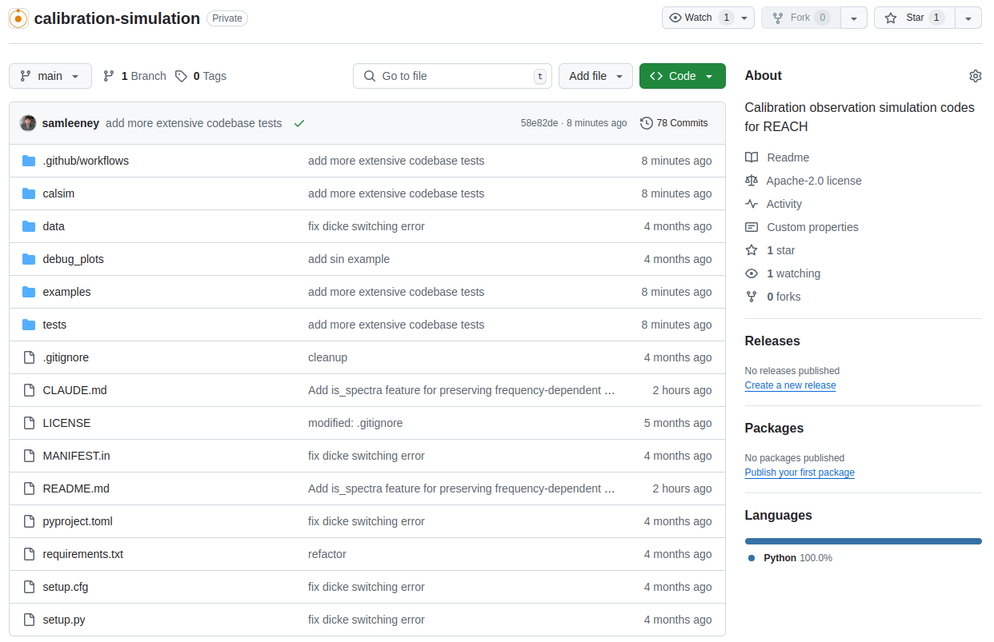 calibration-simulation Private
Watch 1 Fork 0 Star 1
main 1 Branch 0 Tags Go to file t Add file Code
samleeney add more extensive codebase tests 58e82de · 8 minutes ago 78 Commits
.github/workflows add more extensive codebase tests 8 minutes ago
calsim add more extensive codebase tests 8 minutes ago
data fix dicke switching error 4 months ago
debug_plots add sin example 4 months ago
examples add more extensive codebase tests 8 minutes ago
tests add more extensive codebase tests 8 minutes ago
.gitignore cleanup 4 months ago
CLAUDE.md Add is_spectra feature for preserving frequency-dependent … 2 hours ago
LICENSE modified: .gitignore 5 months ago
MANIFEST.in fix dicke switching error 4 months ago
README.md Add is_spectra feature for preserving frequency-dependent … 2 hours ago
pyproject.toml fix dicke switching error 4 months ago
requirements.txt refactor 4 months ago
setup.cfg fix dicke switching error 4 months ago
setup.py fix dicke switching error 4 months ago
About
Calibration observation simulation codes
for REACH
Readme
Apache-2.0 license
Activity
Custom properties
1 star
1 watching
0 forks
Releases
No releases published
Create a new release
Packages
No packages published
Publish your first package
Languages
Python 100.0%